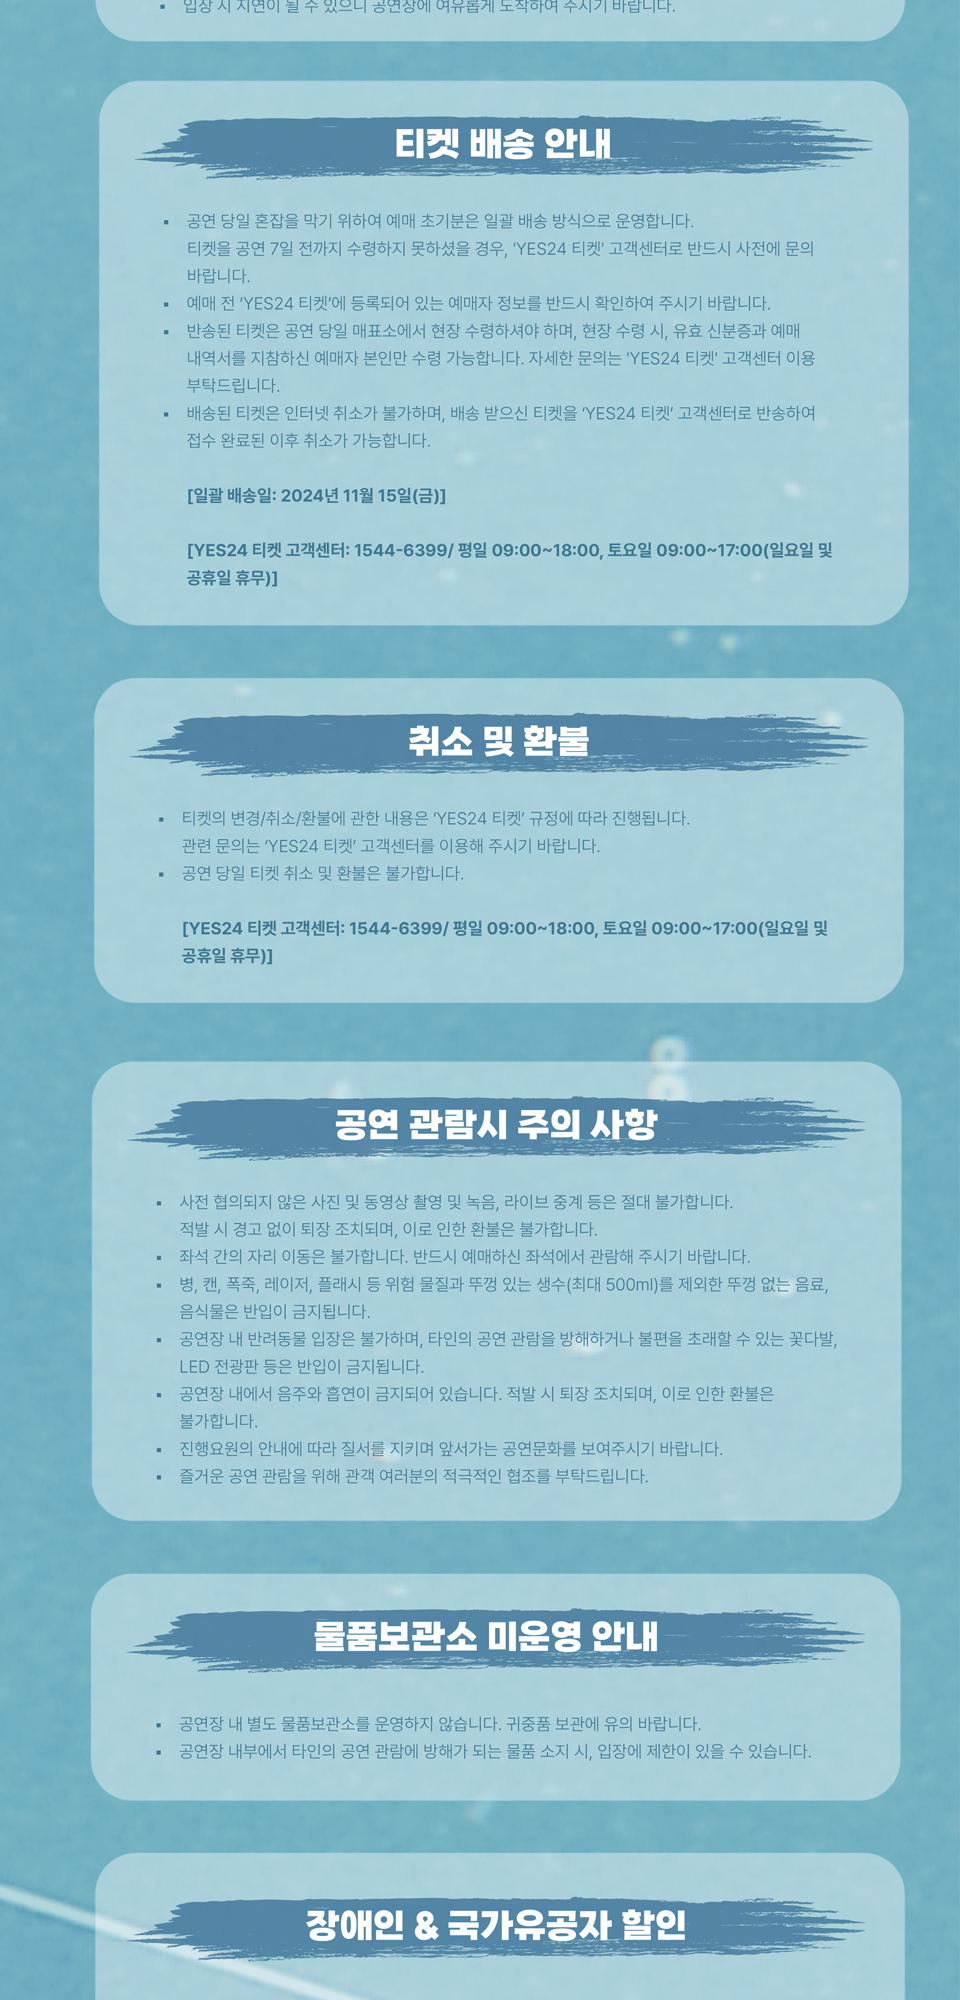 입장 시 지연이 될 수 있으니 공연장에 여유롭게 도착하여 주시기 바랍니다.
티켓 배송 안내
▪ 공연 당일 혼잡을 막기 위하여 예매 초기분은 일괄 배송 방식으로 운영합니다.
티켓을 공연 7일 전까지 수령하지 못하셨을 경우, 'YES24 티켓' 고객센터로 반드시 사전에 문의
바랍니다.
▪ 예매 전 ‘YES24 티켓’에 등록되어 있는 예매자 정보를 반드시 확인하여 주시기 바랍니다.
▪ 반송된 티켓은 공연 당일 매표소에서 현장 수령하셔야 하며, 현장 수령 시, 유효 신분증과 예매
내역서를 지참하신 예매자 본인만 수령 가능합니다. 자세한 문의는 'YES24 티켓' 고객센터 이용
부탁드립니다.
▪ 배송된 티켓은 인터넷 취소가 불가하며, 배송 받으신 티켓을 ‘YES24 티켓’ 고객센터로 반송하여
접수 완료된 이후 취소가 가능합니다.
[일괄 배송일: 2024년 11월 15일(금)]
[YES24 티켓 고객센터: 1544-6399/ 평일 09:00~18:00, 토요일 09:00~17:00(일요일 및
공휴일 휴무)]
취소 및 환불
▪ 티켓의 변경/취소/환불에 관한 내용은 ‘YES24 티켓’ 규정에 따라 진행됩니다.
관련 문의는 ‘YES24 티켓’ 고객센터를 이용해 주시기 바랍니다.
▪ 공연 당일 티켓 취소 및 환불은 불가합니다.
[YES24 티켓 고객센터: 1544-6399/ 평일 09:00~18:00, 토요일 09:00~17:00(일요일 및
공휴일 휴무)]
공연 관람시 주의 사항
▪ 사전 협의되지 않은 사진 및 동영상 촬영 및 녹음, 라이브 중계 등은 절대 불가합니다.
적발 시 경고 없이 퇴장 조치되며, 이로 인한 환불은 불가합니다.
▪ 좌석 간의 자리 이동은 불가합니다. 반드시 예매하신 좌석에서 관람해 주시기 바랍니다.
▪ 병, 캔, 폭죽, 레이저, 플래시 등 위험 물질과 뚜껑 있는 생수(최대 500ml)를 제외한 뚜껑 없는 음료,
음식물은 반입이 금지됩니다.
▪ 공연장 내 반려동물 입장은 불가하며, 타인의 공연 관람을 방해하거나 불편을 초래할 수 있는 꽃다발,
LED 전광판 등은 반입이 금지됩니다.
▪ 공연장 내에서 음주와 흡연이 금지되어 있습니다. 적발 시 퇴장 조치되며, 이로 인한 환불은
불가합니다.
▪ 진행요원의 안내에 따라 질서를 지키며 앞서가는 공연문화를 보여주시기 바랍니다.
▪ 즐거운 공연 관람을 위해 관객 여러분의 적극적인 협조를 부탁드립니다.
물품보관소 미운영 안내
▪ 공연장 내 별도 물품보관소를 운영하지 않습니다. 귀중품 보관에 유의 바랍니다.
▪ 공연장 내부에서 타인의 공연 관람에 방해가 되는 물품 소지 시, 입장에 제한이 있을 수 있습니다.
장애인 & 국가유공자 할인